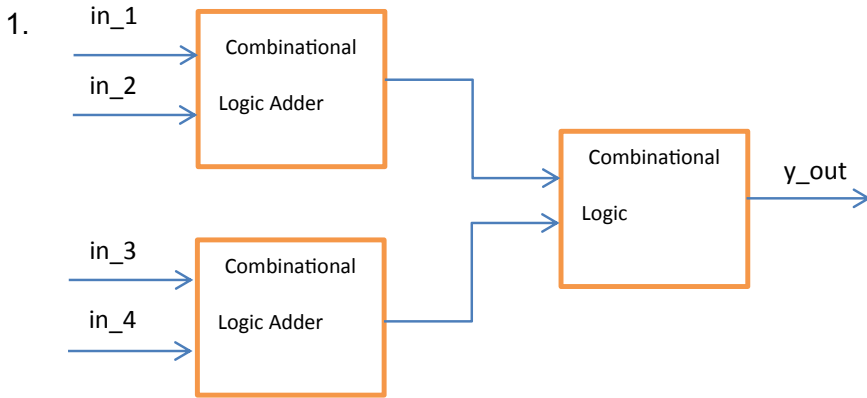 1.
in_1
in_2
Combinational
Logic Adder
Combinational
Logic
y_out
in_3
in_4
Combinational
Logic Adder